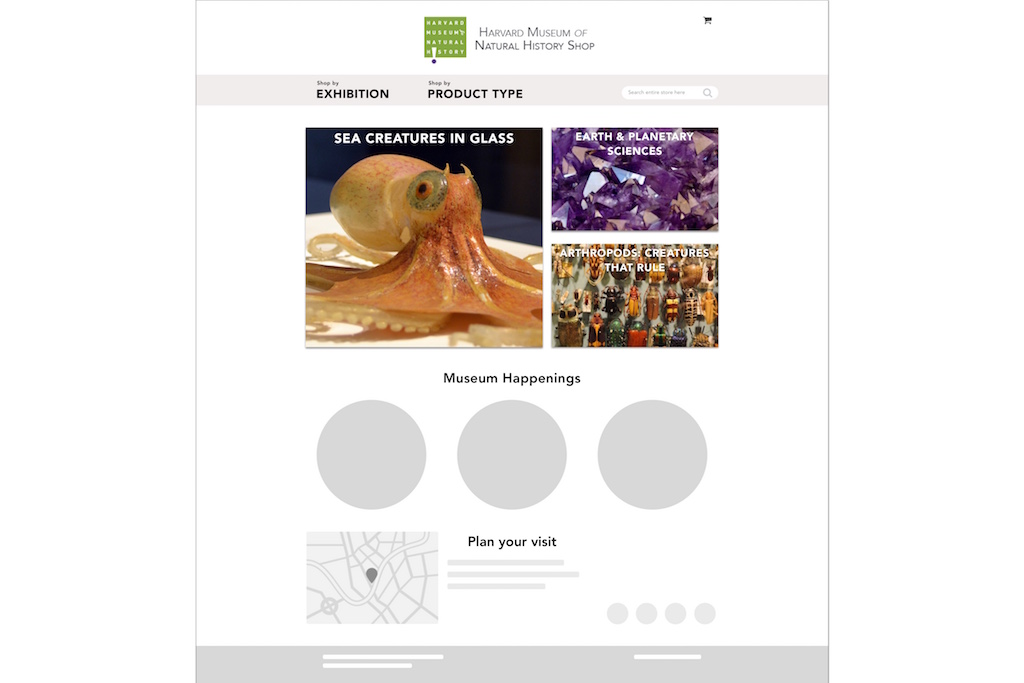 HARVARD
MUSEUM OF
NATURAL
HISTORY
HARVARD MUSEUM OF
NATURAL HISTORY SHOP
Shop by
EXHIBITION
Shop by
PRODUCT TYPE
Search entire store here
SEA CREATURES IN GLASS
EARTH & PLANETARY
SCIENCES
ARTHROPODS: CREATURES
THAT RULE
Museum Happenings
Plan your visit